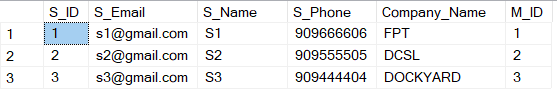 S_ID S_Email S_Name S_Phone Company_Name M_ID
1 1 s1@gmail.com S1 909666606 FPT 1
2 2 s2@gmail.com S2 909555505 DCSL 2
3 3 s3@gmail.com S3 909444404 DOCKYARD 3